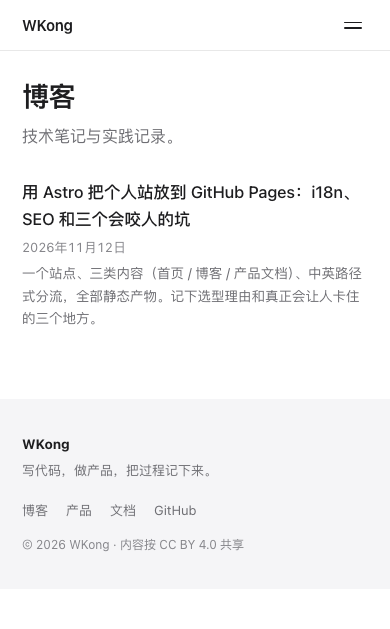 WKong
博客
技术笔记与实践记录。
用 Astro 把个人站放到 GitHub Pages：i18n、
SEO 和三个会咬人的坑
2026年11月12日
一个站点、三类内容（首页 / 博客 / 产品文档）、中英路径
式分流，全部静态产物。记下选型理由和真正会让人卡住
的三个地方。
WKong
写代码，做产品，把过程记下来。
博客 产品 文档 GitHub
© 2026 WKong · 内容按 CC BY 4.0 共享